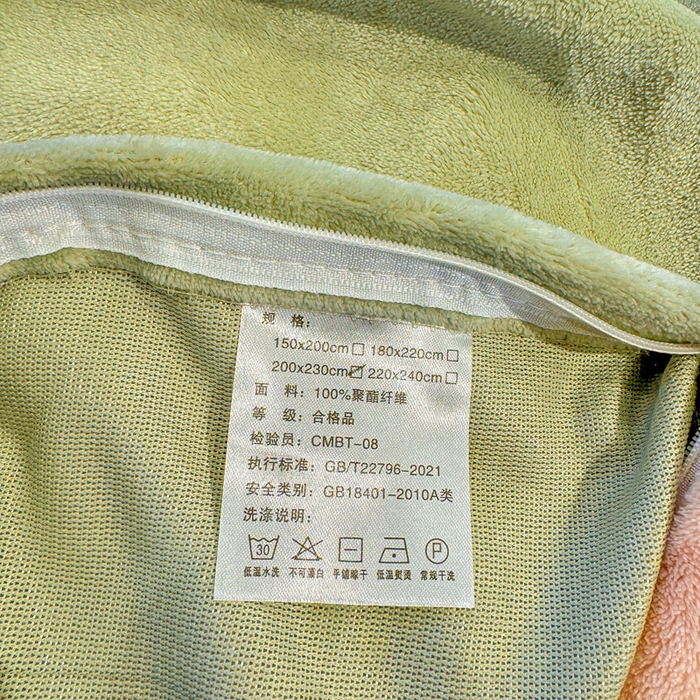 规 格：
150x200cm□ 180x220cm□
200x230cm☑ 220x240cm□
面 料：100%聚酯纤维
等 级：合格品
检验员：CMBT-08
执行标准：GB/T22796-2021
安全类别：GB18401-2010A类
洗涤说明：
30 P
低温水洗 不可漂白 手铺晾干 低温熨烫 常规干洗